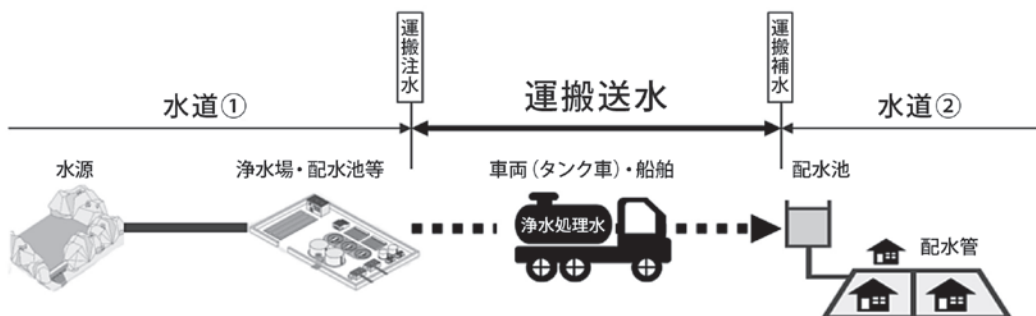 運搬注水
運搬補水
水道①
運搬送水
水道②
水源
浄水場・配水池等
車両（タンク車）・船舶
配水池
浄水処理水
配水管